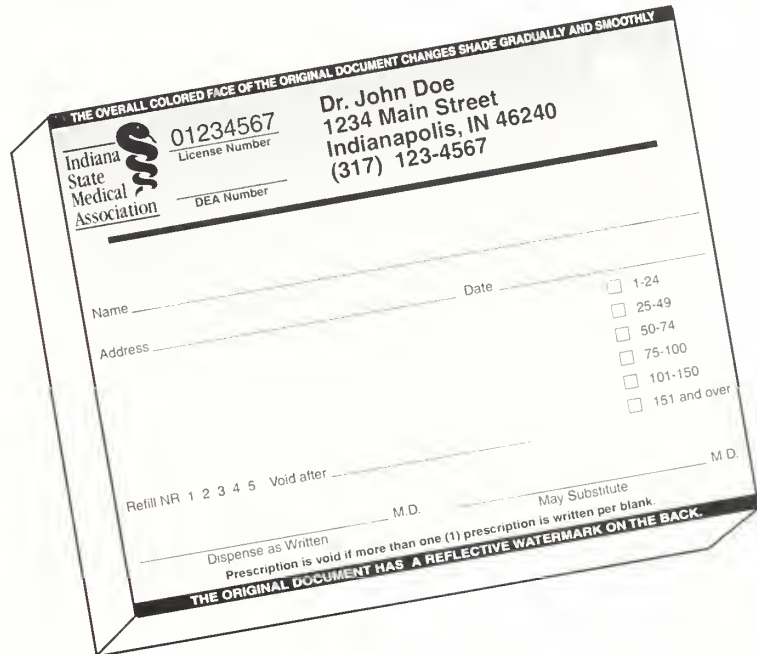 THE OVERALL COLORED FACE OF THE ORIGINAL DOCUMENT CHANGES SHADE GRADUALLY AND SMOOTHLY
Indiana
State
Medical
Association
01234567
License Number
DEA Number
Dr. John Doe
1234 Main Street
Indianapolis, IN 46240
(317) 123-4567
Name
Address
Date
1-24
25-49
50-74
75-100
101-150
151 and over
Refill NR 1 2 3 4 5 Void after
M.D.
M.D.
Dispense as Written
May Substitute
Prescription is void if more than one (1) prescription is written per blank.
THE ORIGINAL DOCUMENT HAS A REFLECTIVE WATERMARK ON THE BACK.